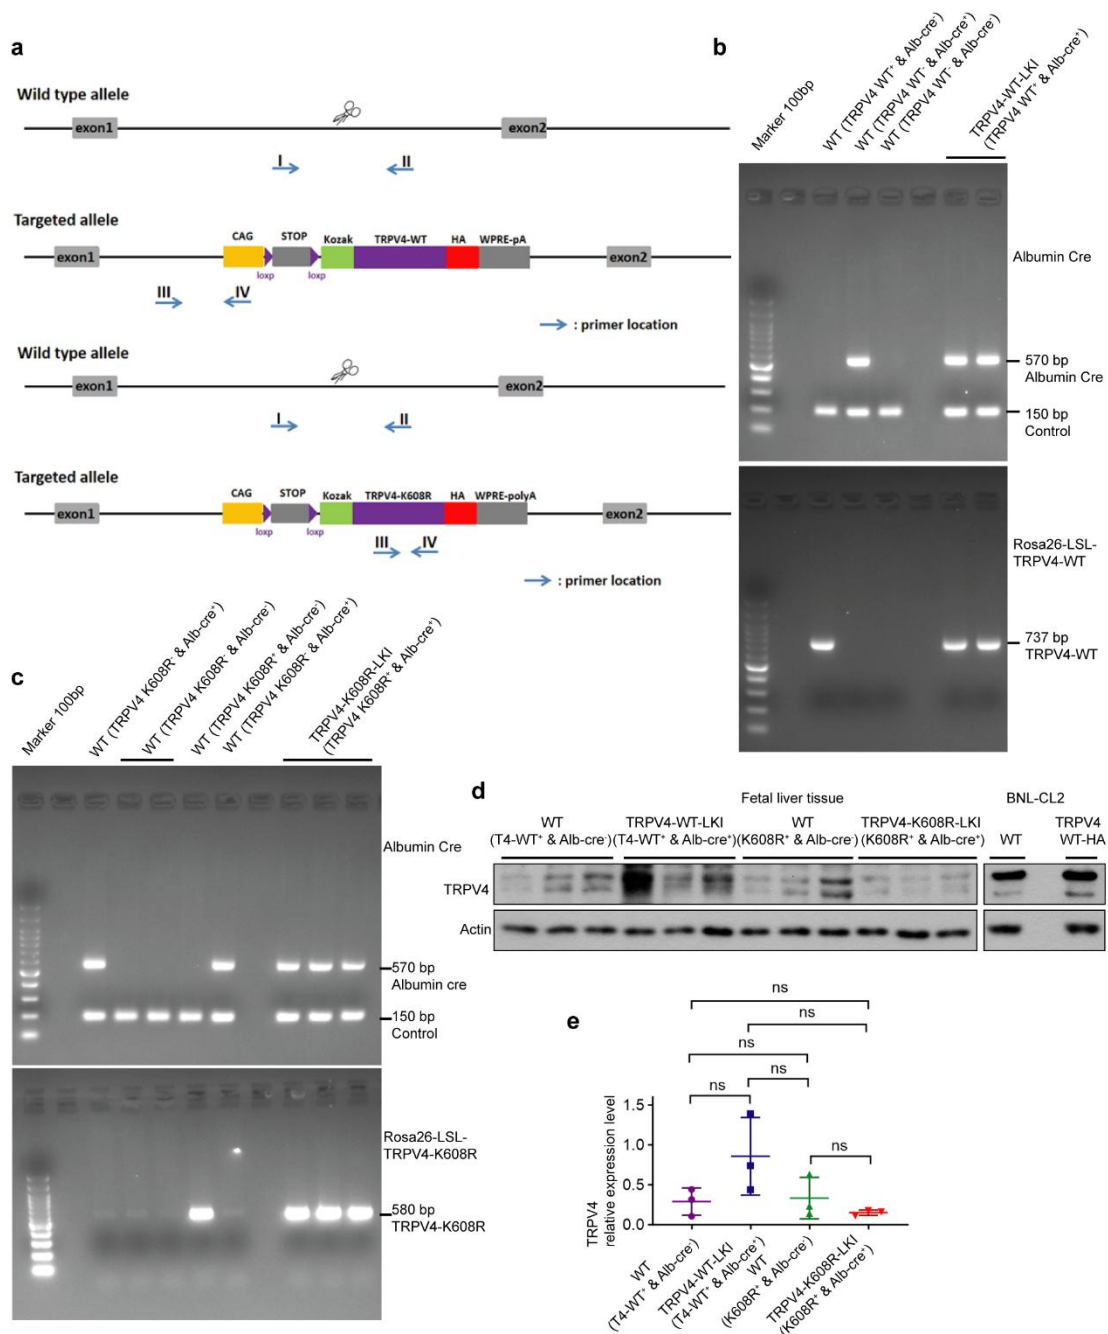 a
Wild type allele
exon1
exon2
I
II
Targeted allele
CAG
STOP
Kozak
TRPV4-WT
HA
WPRE-pA
exon1
exon2
loxp
loxp
III
IV
: primer location
Wild type allele
exon1
exon2
I
II
Targeted allele
CAG
STOP
Kozak
TRPV4-K608R
HA
WPRE-polyA
exon1
exon2
loxp
loxp
III
IV
: primer location
b
Marker 100bp
WT (TRPV4 WT⁺ & Alb-cre⁻)
WT (TRPV4 WT⁻ & Alb-cre⁺)
WT (TRPV4 WT⁻ & Alb-cre⁻)
TRPV4-WT-LKI
(TRPV4 WT⁺ & Alb-cre⁺)
Albumin Cre
570 bp
Albumin Cre
150 bp
Control
Rosa26-LSL-
TRPV4-WT
737 bp
TRPV4-WT
c
Marker 100bp
WT (TRPV4 K608R⁻ & Alb-cre⁺)
WT (TRPV4 K608R⁻ & Alb-cre⁻)
WT (TRPV4 K608R⁺ & Alb-cre⁻)
WT (TRPV4 K608R⁻ & Alb-cre⁺)
TRPV4-K608R-LKI
(TRPV4 K608R⁺ & Alb-cre⁺)
Albumin Cre
570 bp
Albumin cre
150 bp
Control
Rosa26-LSL-
TRPV4-K608R
580 bp
TRPV4-K608R
d
Fetal liver tissue
BNL-CL2
WT
(T4-WT⁺ & Alb-cre⁻)
TRPV4-WT-LKI
(T4-WT⁺ & Alb-cre⁺)
WT
(K608R⁺ & Alb-cre⁻)
TRPV4-K608R-LKI
(K608R⁺ & Alb-cre⁺)
WT
TRPV4
WT-HA
TRPV4
Actin
e
ns
ns
ns
ns
ns
ns
TRPV4
relative expression level
1.5
1.0
0.5
0.0
WT
(T4-WT⁺ & Alb-cre⁻)
TRPV4-WT-LKI
(T4-WT⁺ & Alb-cre⁺)
WT
(K608R⁺ & Alb-cre⁻)
TRPV4-K608R-LKI
(K608R⁺ & Alb-cre⁺)